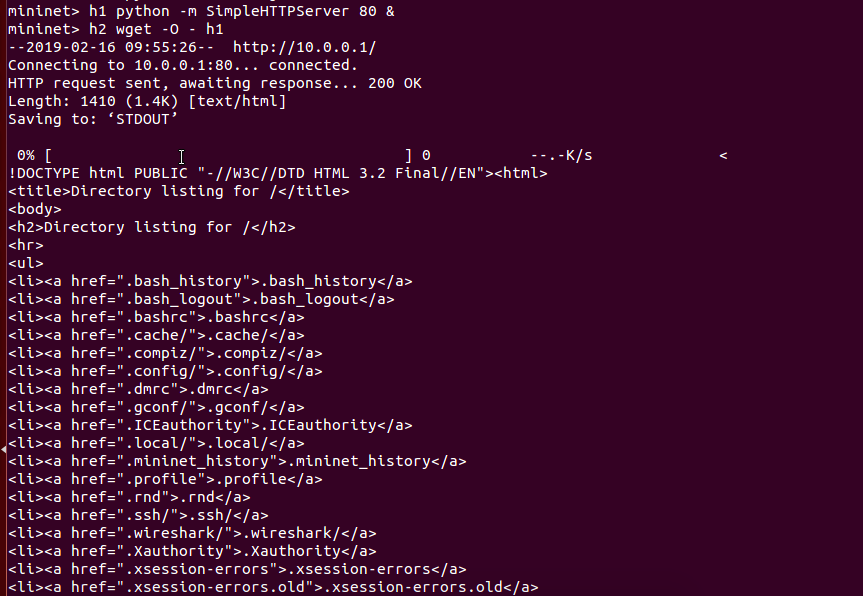 mininet> h1 python -m SimpleHTTPServer 80 &
mininet> h2 wget -O - h1
--2019-02-16 09:55:26--  http://10.0.0.1/
Connecting to 10.0.0.1:80... connected.
HTTP request sent, awaiting response... 200 OK
Length: 1410 (1.4K) [text/html]
Saving to: ‘STDOUT’
 0% [                                       ] 0           --.-K/s              <
!DOCTYPE html PUBLIC "-//W3C//DTD HTML 3.2 Final//EN"><html>
<title>Directory listing for /</title>
<body>
<h2>Directory listing for /</h2>
<hr>
<ul>
<li><a href=".bash_history">.bash_history</a>
<li><a href=".bash_logout">.bash_logout</a>
<li><a href=".bashrc">.bashrc</a>
<li><a href=".cache/">.cache/</a>
<li><a href=".compiz/">.compiz/</a>
<li><a href=".config/">.config/</a>
<li><a href=".dmrc">.dmrc</a>
<li><a href=".gconf/">.gconf/</a>
<li><a href=".ICEauthority">.ICEauthority</a>
<li><a href=".local/">.local/</a>
<li><a href=".mininet_history">.mininet_history</a>
<li><a href=".profile">.profile</a>
<li><a href=".rnd">.rnd</a>
<li><a href=".ssh/">.ssh/</a>
<li><a href=".wireshark/">.wireshark/</a>
<li><a href=".Xauthority">.Xauthority</a>
<li><a href=".xsession-errors">.xsession-errors</a>
<li><a href=".xsession-errors.old">.xsession-errors.old</a>